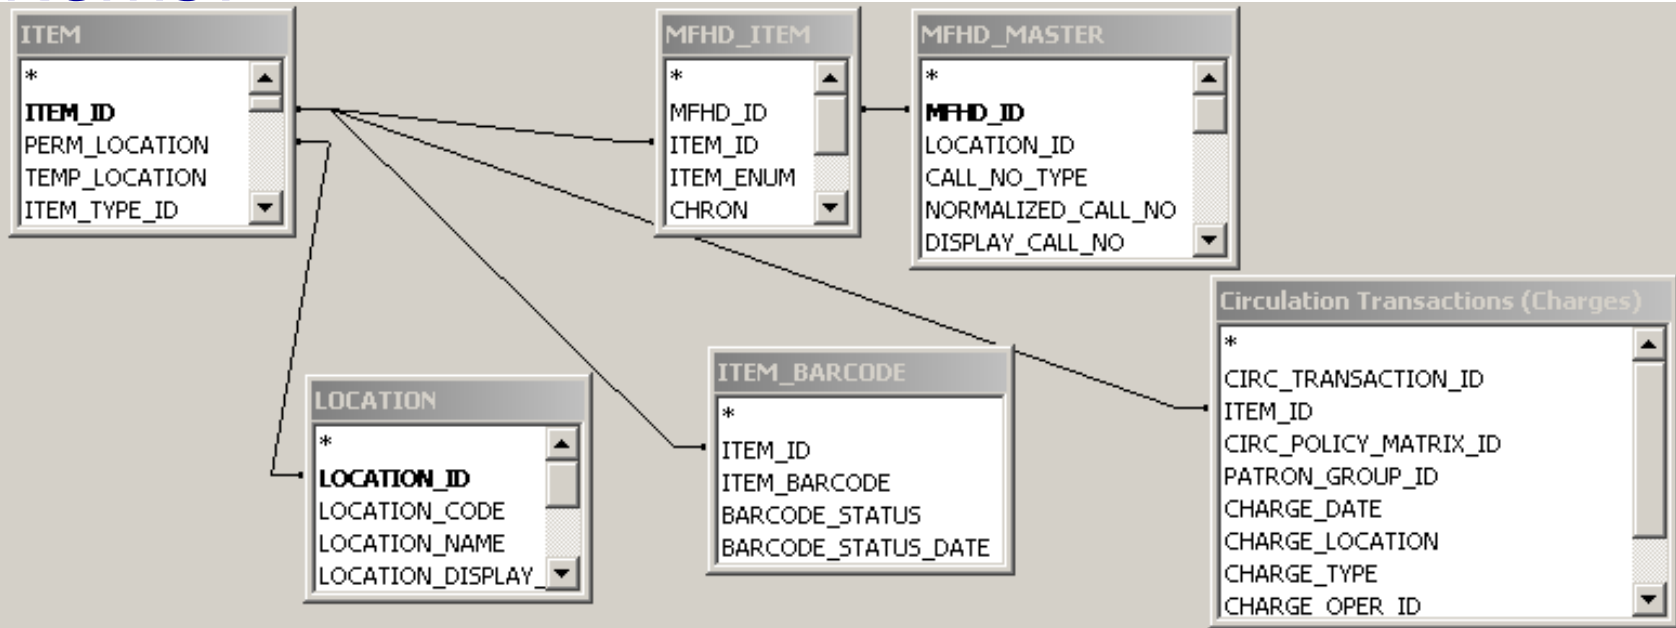 ITEM
*
ITEM_ID
PERM_LOCATION
TEMP_LOCATION
ITEM_TYPE_ID
MFHD_ITEM
*
MFHD_ID
ITEM_ID
ITEM_ENUM
CHRON
MFHD_MASTER
*
MFHD_ID
LOCATION_ID
CALL_NO_TYPE
NORMALIZED_CALL_NO
DISPLAY_CALL_NO
LOCATION
*
LOCATION_ID
LOCATION_CODE
LOCATION_NAME
LOCATION_DISPLAY_
ITEM_BARCODE
*
ITEM_ID
ITEM_BARCODE
BARCODE_STATUS
BARCODE_STATUS_DATE
Circulation Transactions (Charges)
*
CIRC_TRANSACTION_ID
ITEM_ID
CIRC_POLICY_MATRIX_ID
PATRON_GROUP_ID
CHARGE_DATE
CHARGE_LOCATION
CHARGE_TYPE
CHARGE_OPER_ID